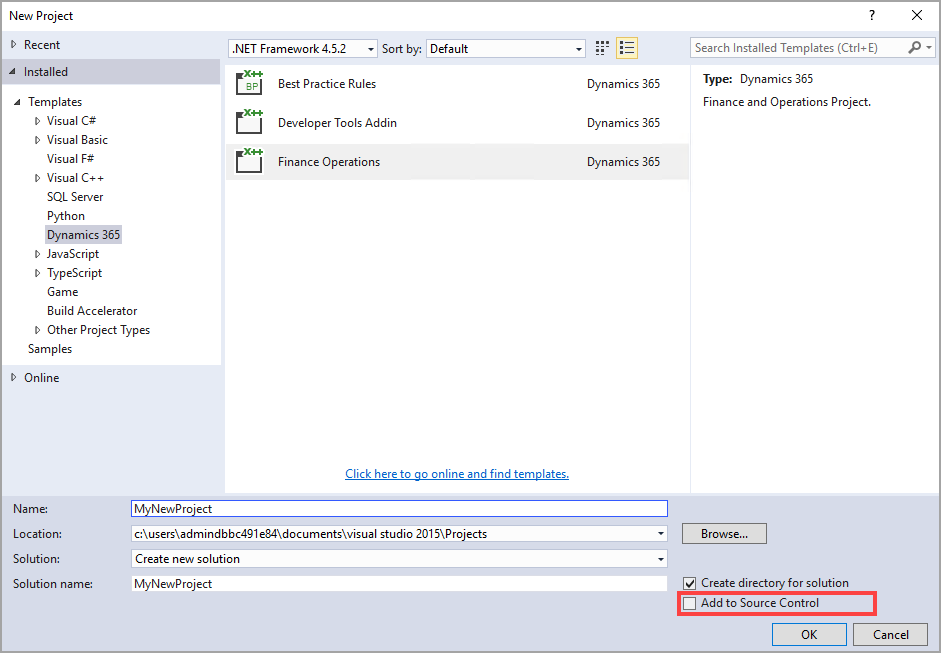 New Project
?
Recent
.NET Framework 4.5.2 Sort by: Default
Search Installed Templates (Ctrl+E)
Installed
Templates
Visual C#
Visual Basic
Visual F#
Visual C++
SQL Server
Python
Dynamics 365
JavaScript
TypeScript
Game
Build Accelerator
Other Project Types
Samples
Online
X++ BP Best Practice Rules Dynamics 365
X++ Developer Tools Addin Dynamics 365
X++ Finance Operations Dynamics 365
Click here to go online and find templates.
Type: Dynamics 365
Finance and Operations Project.
Name: MyNewProject
Location: c:\users\admindbbc491e84\documents\visual studio 2015\Projects Browse...
Solution: Create new solution
Solution name: MyNewProject
Create directory for solution
Add to Source Control
OK Cancel